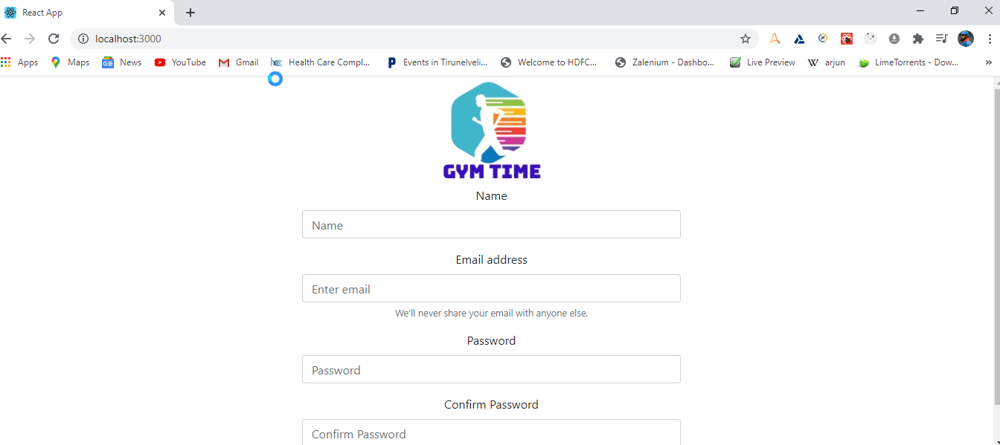 React App
localhost:3000
Apps Maps News YouTube Gmail Health Care Compl... Events in Tirunelveli... Welcome to HDFC... Zalenium - Dashbo... Live Preview arjun LimeTorrents - Dow... »
GYM TIME
Name
Name
Email address
Enter email
We'll never share your email with anyone else.
Password
Password
Confirm Password
Confirm Password